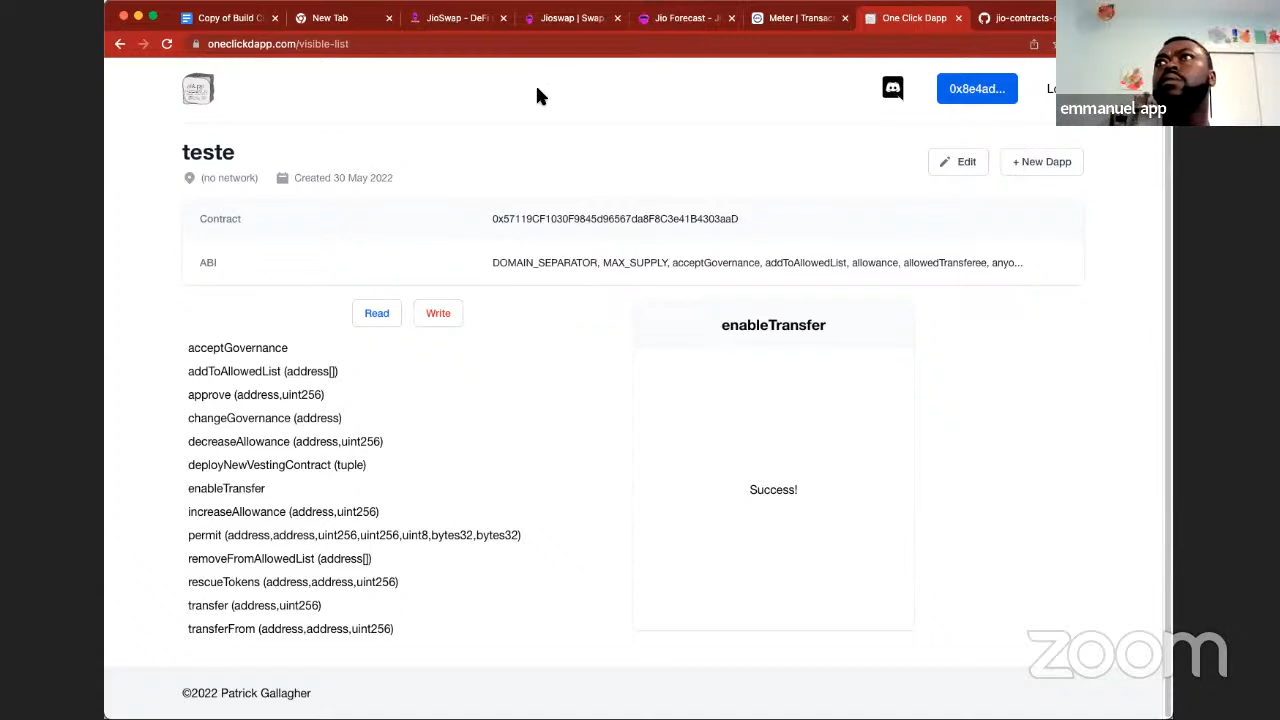 Copy of Build C
New Tab
JioSwap - DeFi
Jioswap | Swap,
Jio Forecast - J
Meter | Transac
One Click Dapp
jio-contracts-c
oneclickdapp.com/visible-list
0x8e4ad...
emmanuel app
teste
(no network)
Created 30 May 2022
Edit
+ New Dapp
Contract
0x57119CF1030F9845d96567da8F8C3e41B4303aaD
ABI
DOMAIN_SEPARATOR, MAX_SUPPLY, acceptGovernance, addToAllowedList, allowance, allowedTransferee, anyo...
Read
Write
enableTransfer
acceptGovernance
addToAllowedList (address[])
approve (address,uint256)
changeGovernance (address)
decreaseAllowance (address,uint256)
deployNewVestingContract (tuple)
enableTransfer
increaseAllowance (address,uint256)
permit (address,address,uint256,uint256,uint8,bytes32,bytes32)
removeFromAllowedList (address[])
rescueTokens (address,address,uint256)
transfer (address,uint256)
transferFrom (address,address,uint256)
Success!
zoom
©2022 Patrick Gallagher